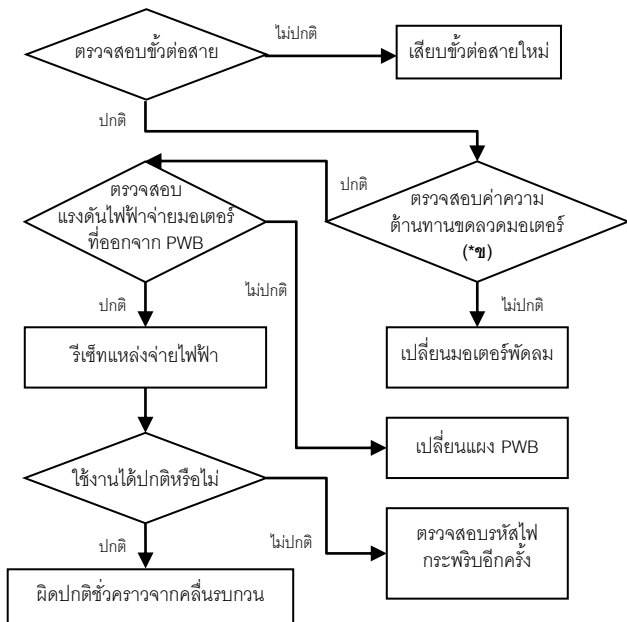 ตรวจสอบขั้วต่อสาย
ไม่ปกติ
เสียบขั้วต่อสายใหม่
ปกติ
ตรวจสอบ
แรงดันไฟฟ้าจ่ายมอเตอร์
ที่ออกจาก PWB
ปกติ
ตรวจสอบค่าความ
ต้านทานขดลวดมอเตอร์
(*ข)
ปกติ
ไม่ปกติ
ไม่ปกติ
รีเซ็ทแหล่งจ่ายไฟฟ้า
เปลี่ยนมอเตอร์พัดลม
เปลี่ยนแผง PWB
ใช้งานได้ปกติหรือไม่
ปกติ
ไม่ปกติ
ตรวจสอบรหัสไฟ
กระพริบอีกครั้ง
ผิดปกติชั่วคราวจากคลื่นรบกวน